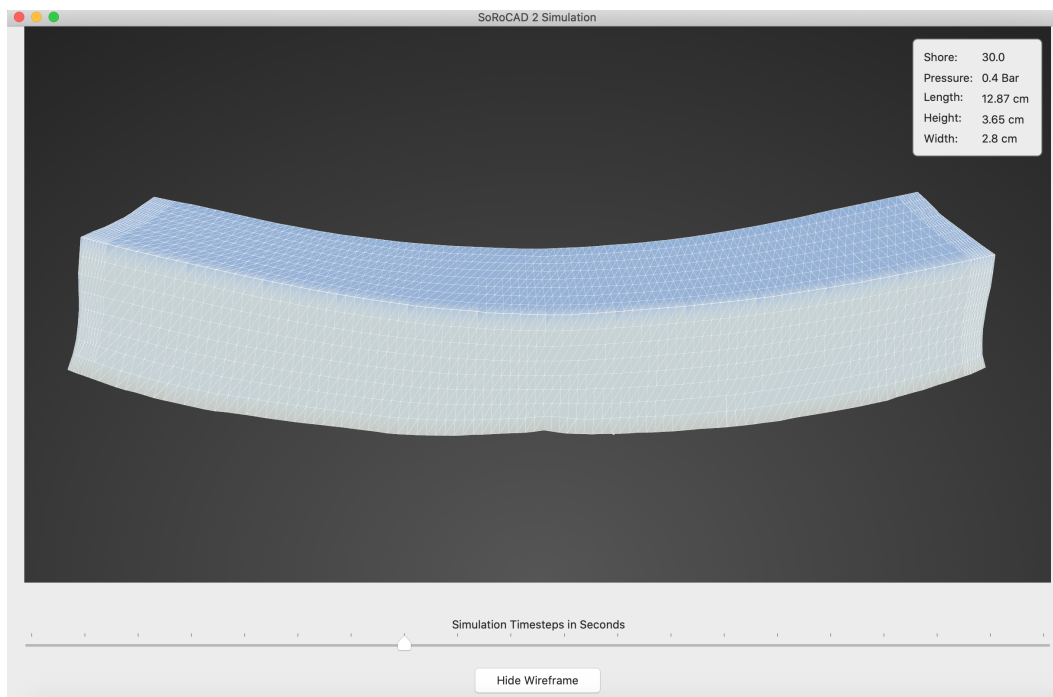 SoRoCAD 2 Simulation
Shore: 30.0
Pressure: 0.4 Bar
Length: 12.87 cm
Height: 3.65 cm
Width: 2.8 cm
Simulation Timesteps in Seconds
Hide Wireframe